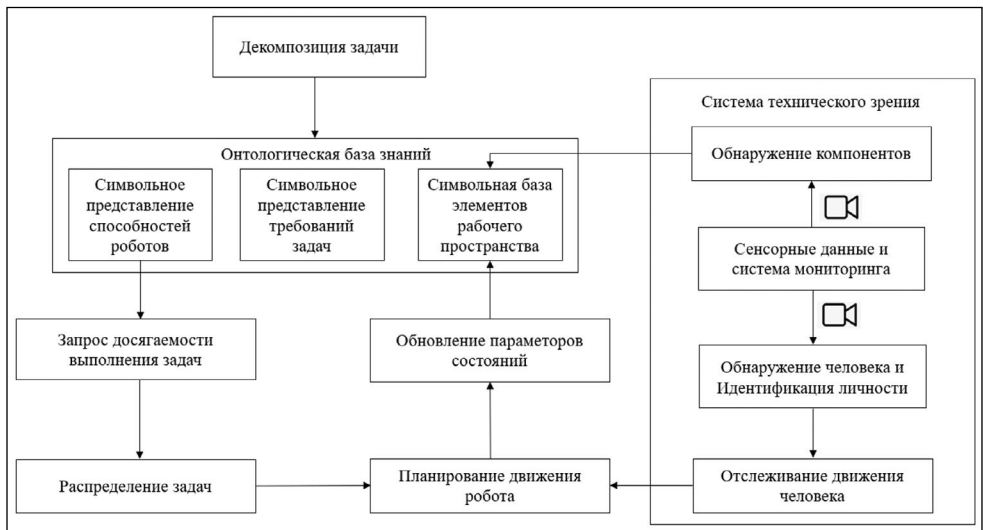 Декомпозиция задачи
Система технического зрения
Онтологическая база знаний
Обнаружение компонентов
Символьное
представление
способностей
роботов
Символьное
представление
требований
задач
Символьная база
элементов
рабочего
пространства
Сенсорные данные и
система мониторинга
Запрос досягаемости
выполнения задач
Обновление параметров
состояний
Обнаружение человека и
Идентификация личности
Распределение задач
Планирование движения
робота
Отслеживание движения
человека